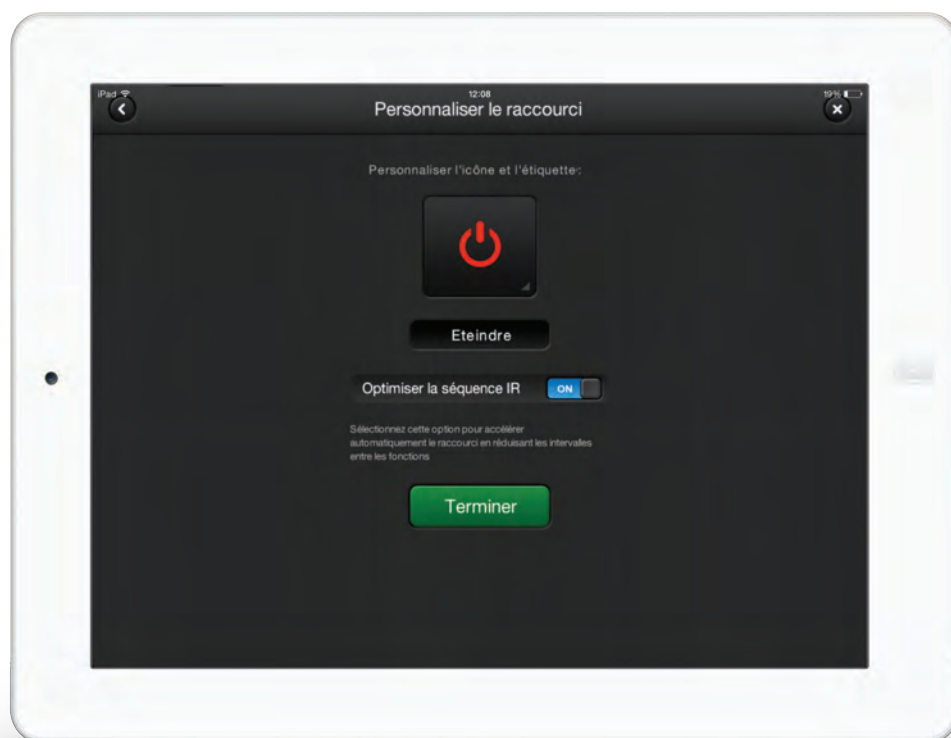 iPad
12:08
19%
Personnaliser le raccourci
Personnaliser l'icône et l'étiquette:
Eteindre
Optimiser la séquence IR
ON
Sélectionnez cette option pour accélérer
automatiquement le raccourci en réduisant les intervalles
entre les fonctions
Terminer